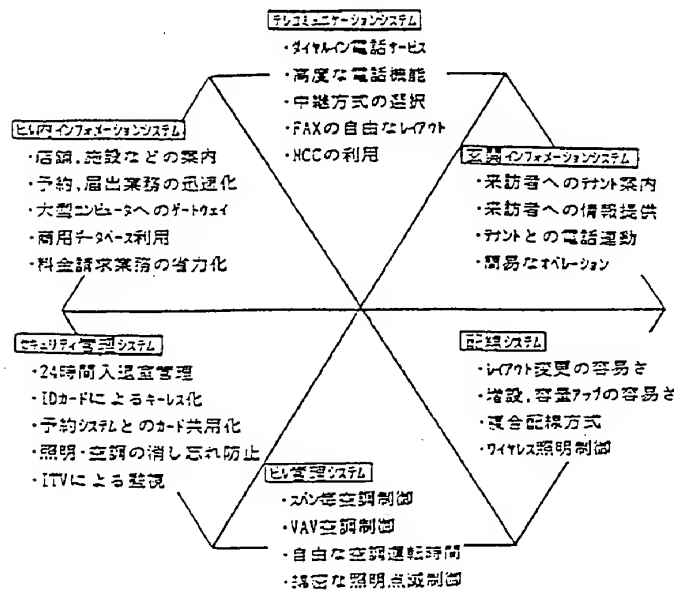 テレコミュニケーションシステム
・ダイヤルイン電話サービス
・高度な電話機能
・中継方式の選択
・FAXの自由なレイアウト
・MCCの利用
ビル内インフォメーションシステム
・店舗,施設などの案内
・予約,届出業務の迅速化
・大型コンピュータへのゲートウェイ
・商用データベース利用
・料金請求業務の省力化
玄関インフォメーションシステム
・来訪者へのテナント案内
・来訪者への情報提供
・テナントとの電話連動
・簡易なオペレーション
セキュリティ管理システム
・24時間入退室管理
・IDカードによるキーレス化
・予約システムとのカード共用化
・照明・空調の消し忘れ防止
・ITVによる監視
配線システム
・レイアウト変更の容易さ
・増設,容量アップの容易さ
・複合配線方式
・ワイヤレス照明制御
ビル管理システム
・スパン毎空調制御
・VAV空調制御
・自由な空調運転時間
・綿密な照明点滅制御